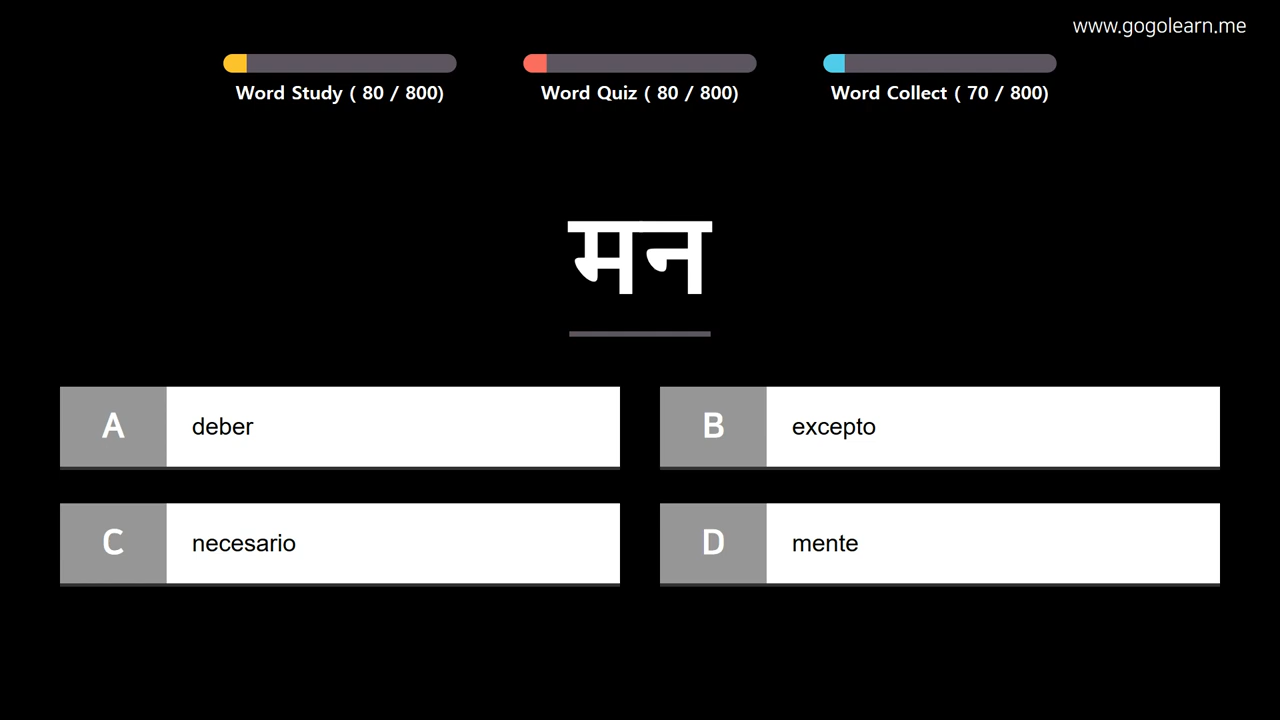 www.gogolearn.me
Word Study ( 80 / 800)
Word Quiz ( 80 / 800)
Word Collect ( 70 / 800)
मन
A deber
B excepto
C necesario
D mente